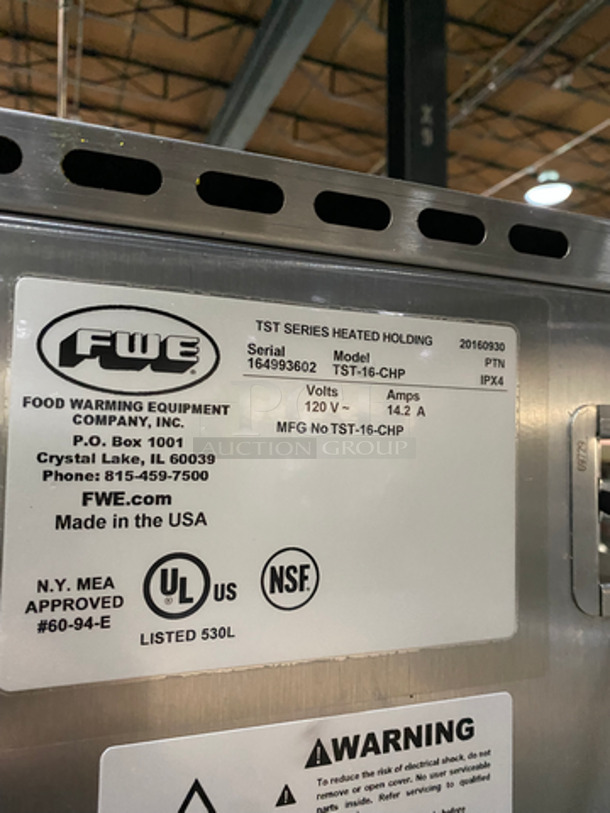 FWE
®
FOOD WARMING EQUIPMENT
COMPANY, INC.
P.O. Box 1001
Crystal Lake, IL 60039
Phone: 815-459-7500
FWE.com
Made in the USA
TST SERIES HEATED HOLDING
20160930
Serial
164993602
Model
TST-16-CHP
PTN
IPX4
Volts
120 V ~
Amps
14.2 A
MFG No TST-16-CHP
AUCTION GROUP
N.Y. MEA
APPROVED
#60-94-E
UL US
®
LISTED 530L
NSF
69729
WARNING
To reduce the risk of electrical shock, do not
remove or open cover. No user serviceable
parts inside. Refer servicing to qualified
before